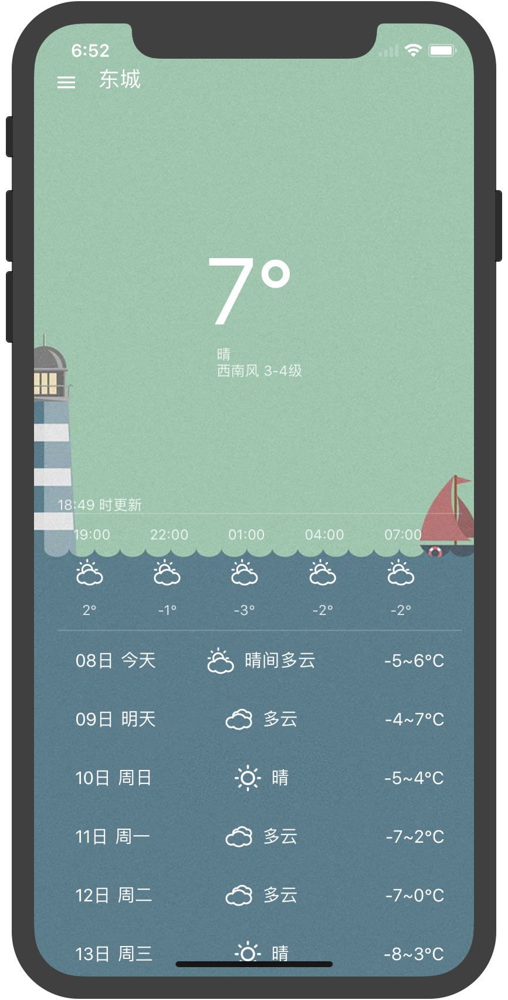 6:52
东城
7°
晴
西南风 3-4级
18:49 时更新
19:00 22:00 01:00 04:00 07:00
2° -1° -3° -2° -2°
08日 今天 晴间多云 -5~6°C
09日 明天 多云 -4~7°C
10日 周日 晴 -5~4°C
11日 周一 多云 -7~2°C
12日 周二 多云 -7~0°C
13日 周三 晴 -8~3°C